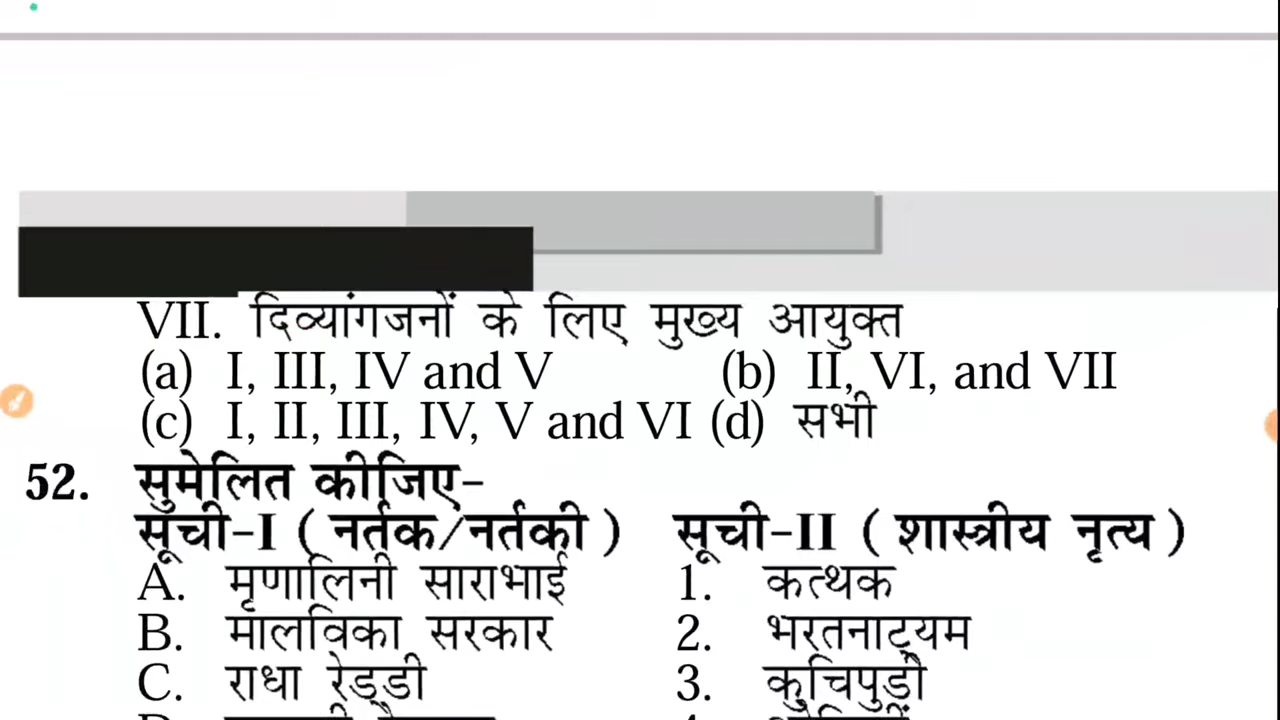 VII. दिव्यांगजनों के लिए मुख्य आयुक्त
(a) I, III, IV and V (b) II, VI, and VII
(c) I, II, III, IV, V and VI (d) सभी
52. सुमेलित कीजिए-
सूची-I ( नर्तक/नर्तकी ) सूची-II ( शास्त्रीय नृत्य )
A. मृणालिनी साराभाई 1. कत्थक
B. मालविका सरकार 2. भरतनाट्यम
C. राधा रेड्डी 3. कुचिपुड़ी
D. 4.